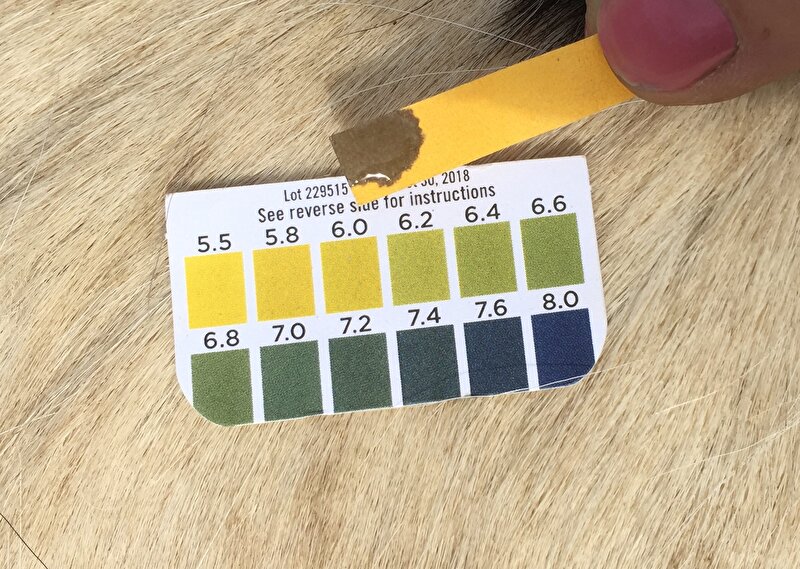 Lot 229515 30, 2018
See reverse side for instructions
5.5 5.8 6.0 6.2 6.4 6.6
6.8 7.0 7.2 7.4 7.6 8.0